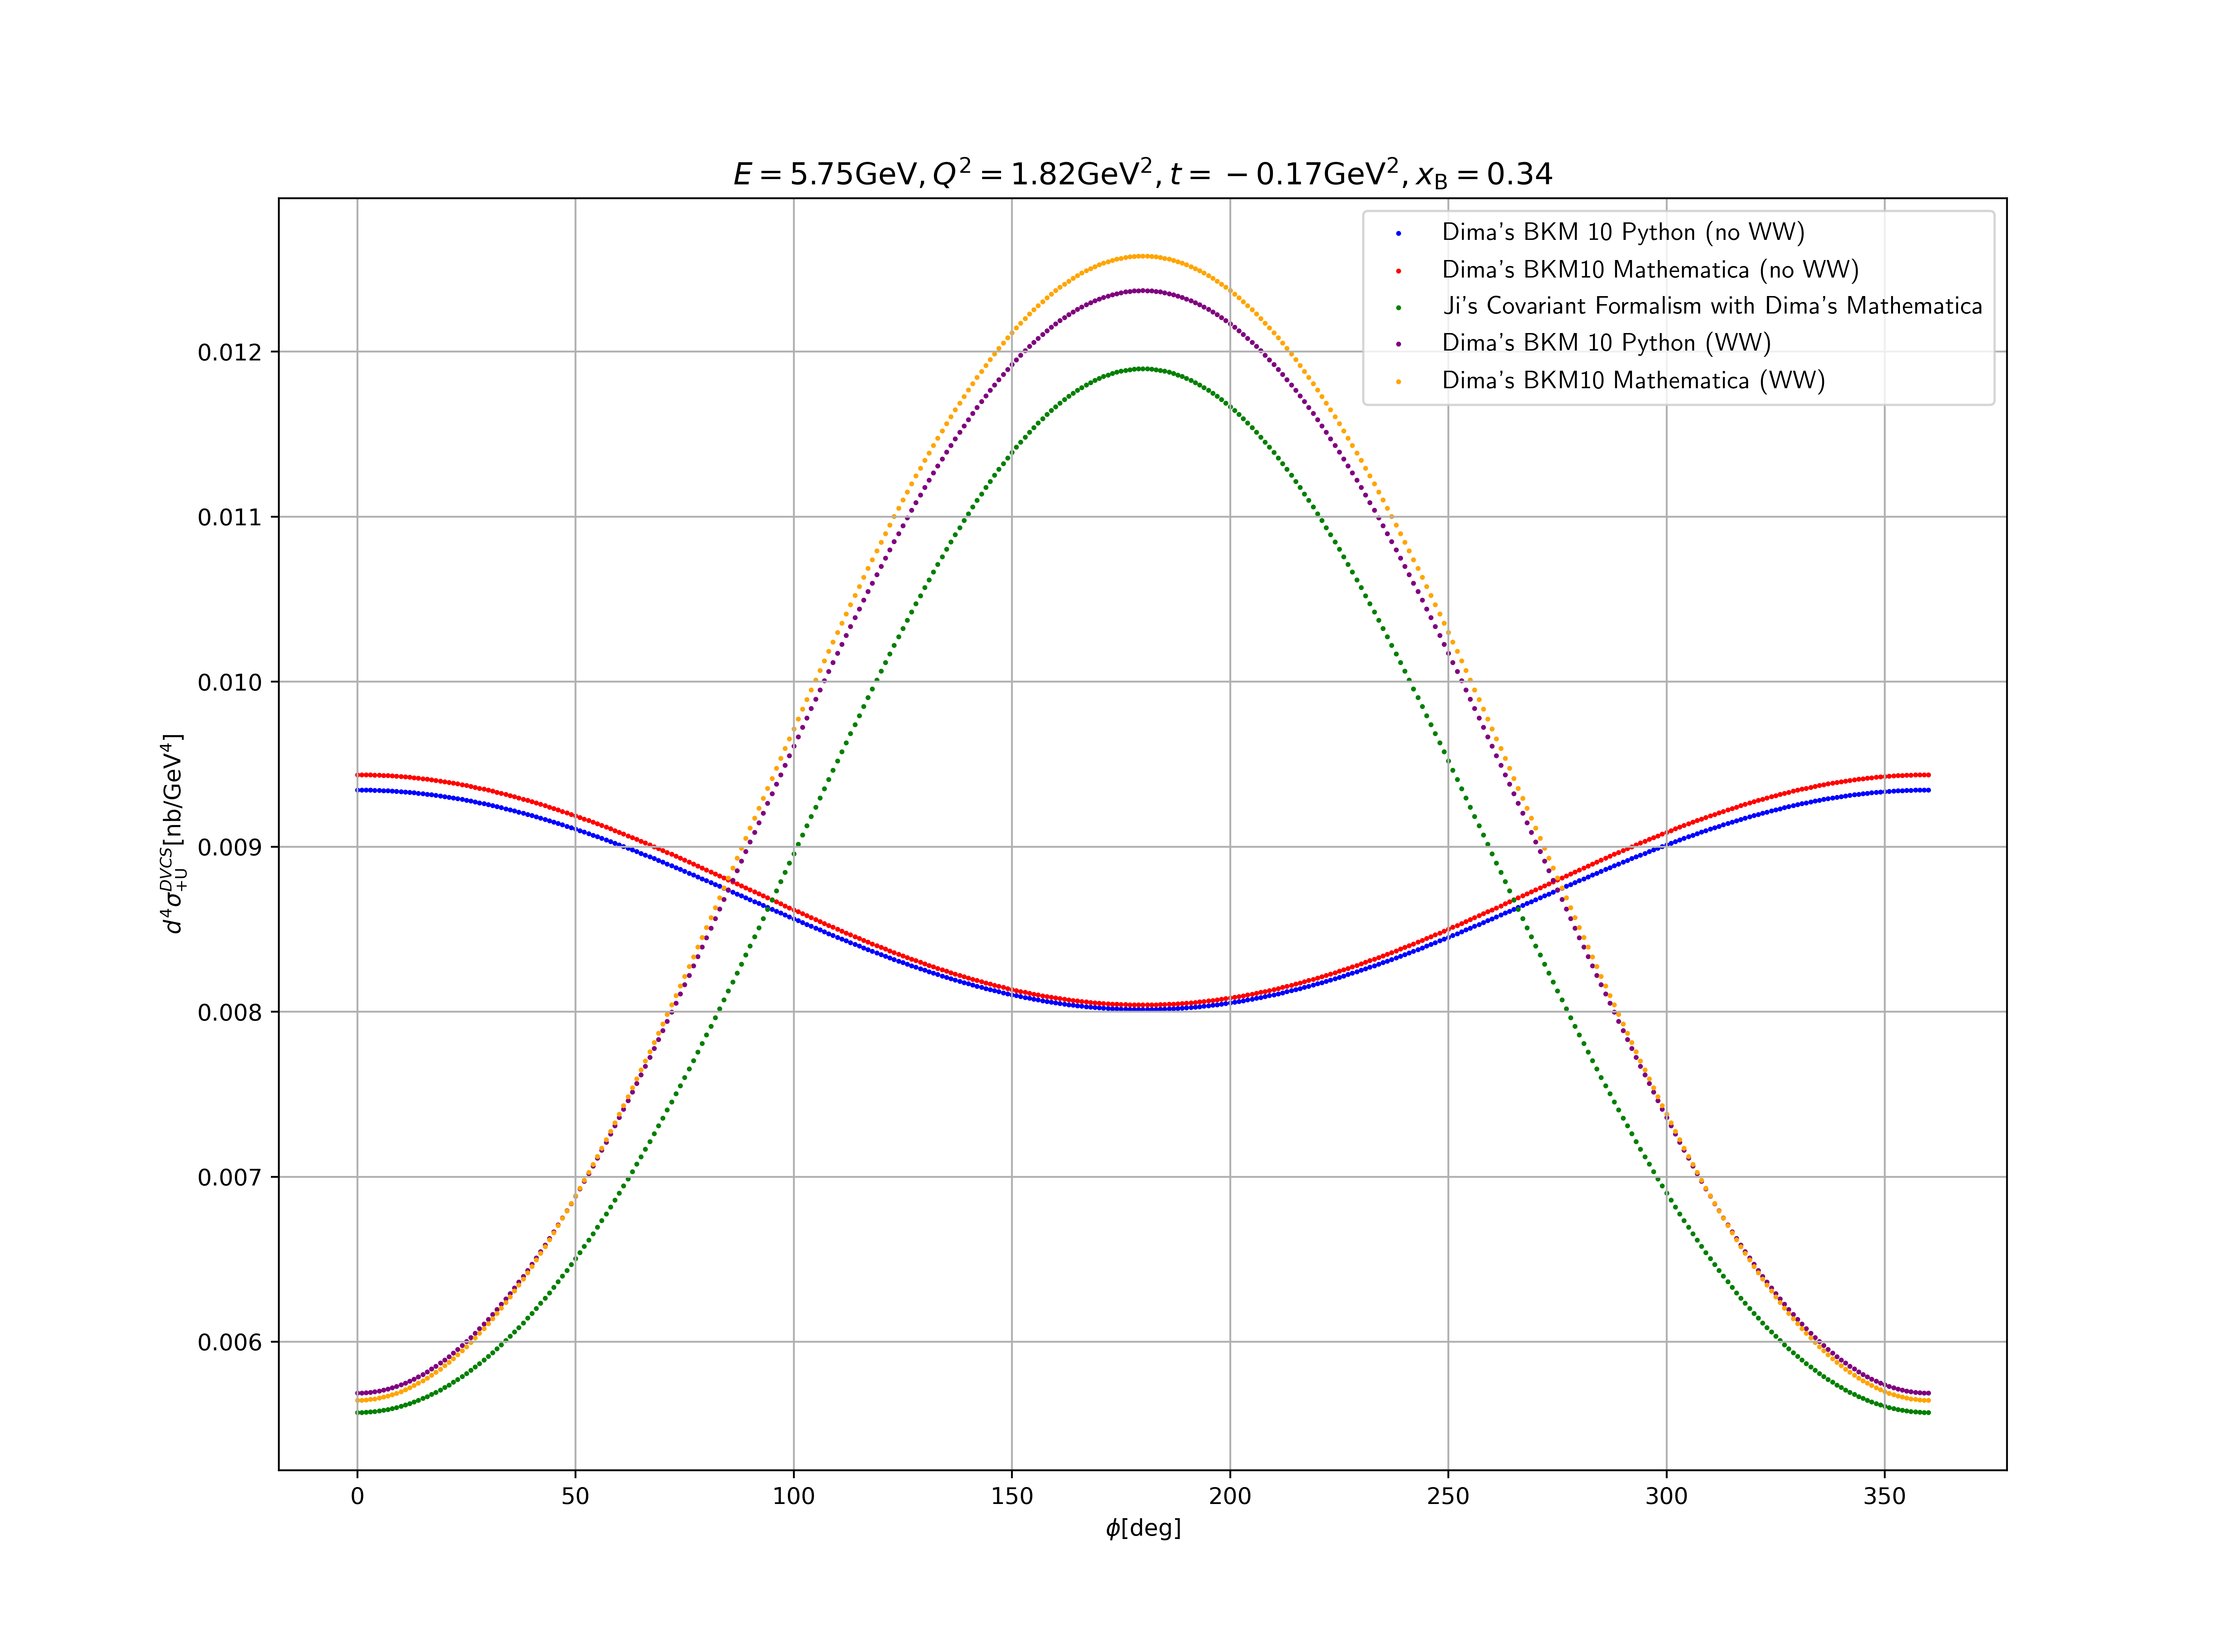 E = 5.75GeV, Q² = 1.82GeV², t = −0.17GeV², x_B = 0.34
Dima's BKM 10 Python (no WW)
Dima's BKM10 Mathematica (no WW)
Ji's Covariant Formalism with Dima's Mathematica
Dima's BKM 10 Python (WW)
Dima's BKM10 Mathematica (WW)
0.012
0.011
0.010
0.009
0.008
0.007
0.006
d⁴σ^{DVCS}_{+U}[nb/GeV⁴]
0 50 100 150 200 250 300 350
ϕ[deg]